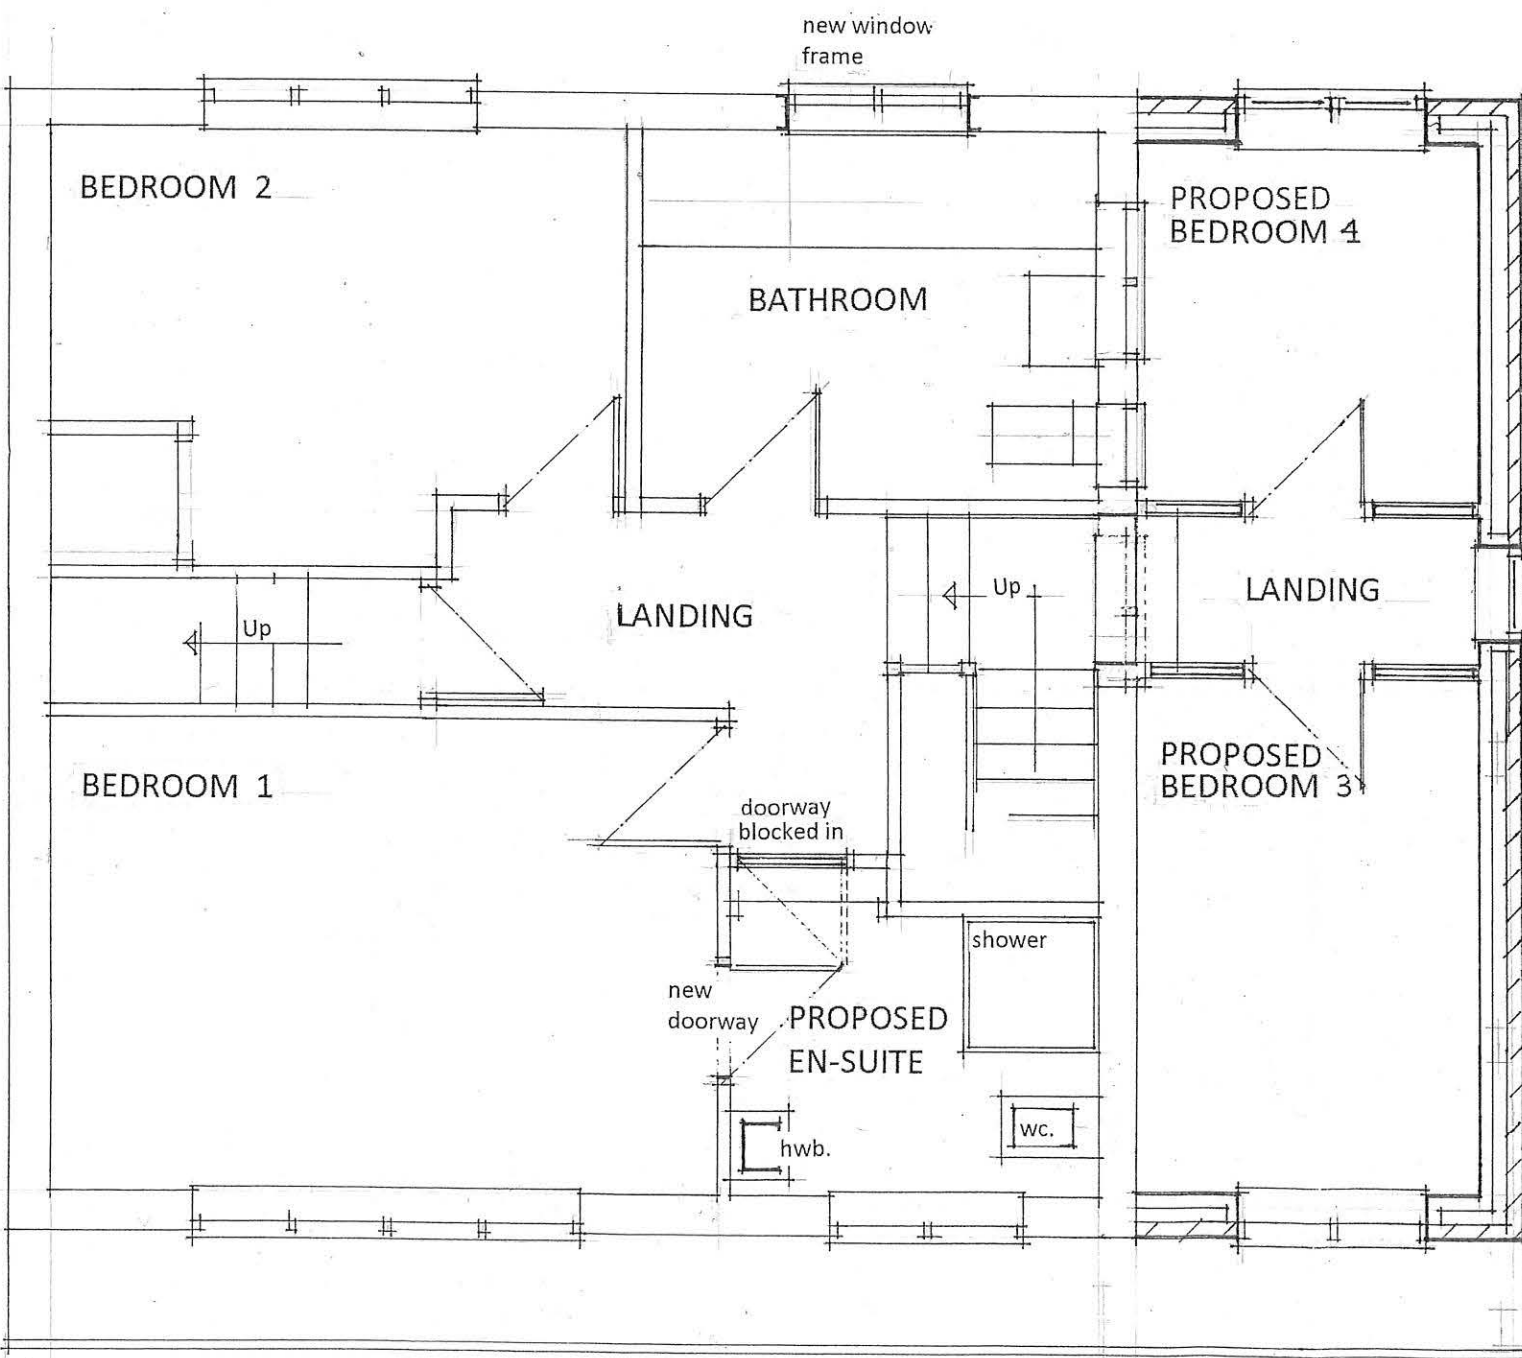 new window
frame
BEDROOM 2
PROPOSED
BEDROOM 4
BATHROOM
Up
LANDING
LANDING
Up
BEDROOM 1
PROPOSED
BEDROOM 3
doorway
blocked in
shower
new
doorway
PROPOSED
EN-SUITE
wc.
hwb.